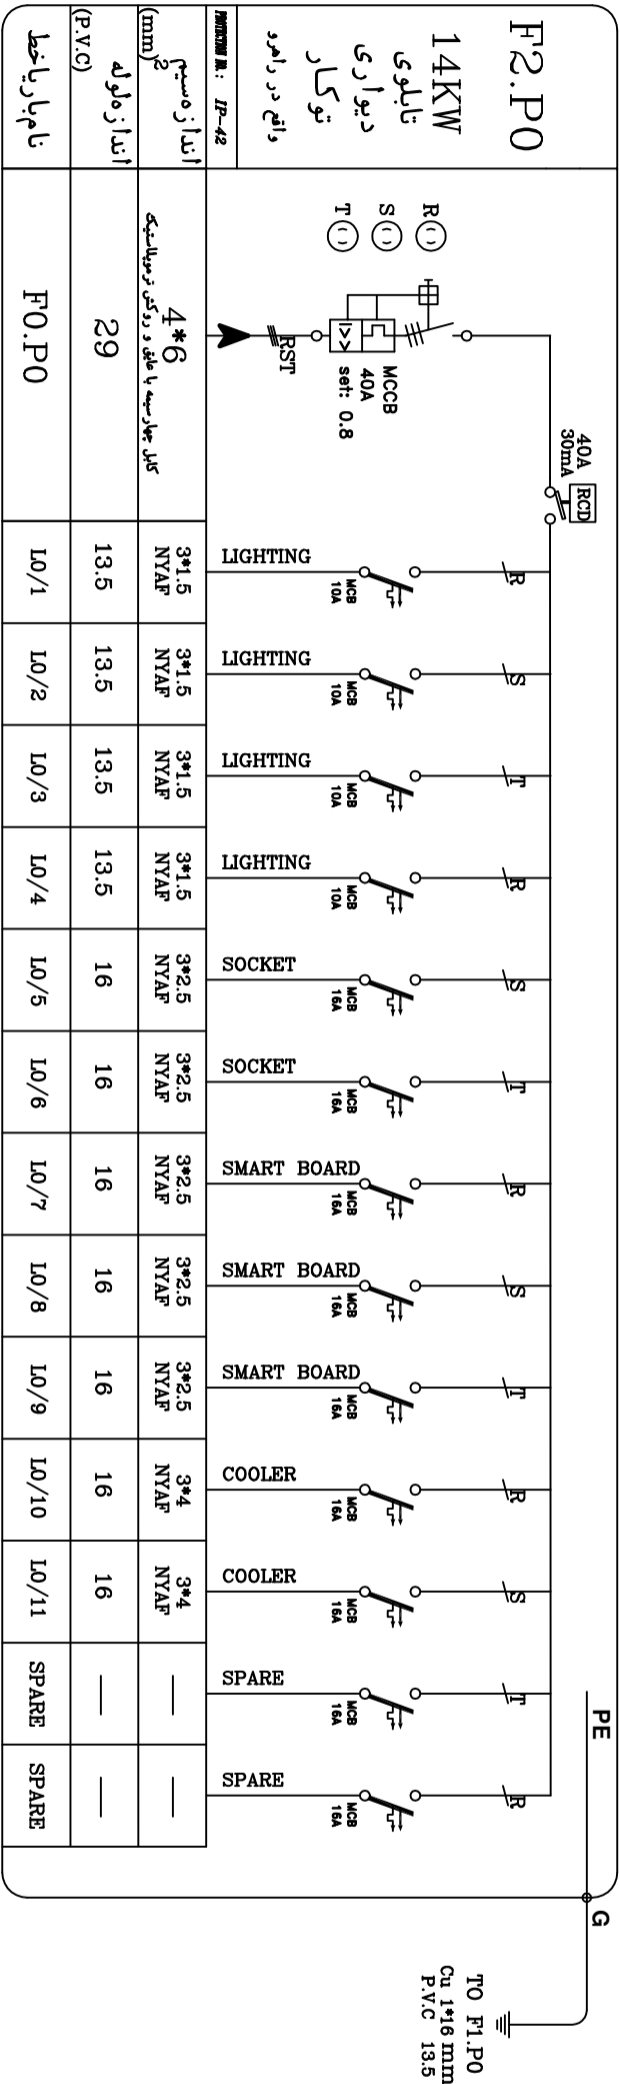 F2.P0
14KW
تابلوی
دیواری
توکار
واقع در راهرو
PROTECTION IN.: IP-42
اندازه سیم
(mm)2
اندازه لوله
(P.V.C)
نام بار یا خط
R
S
T
MCCB
40A
set: 0.8
I>>
RST
4*6
کابل چهار سیمه با عایق و روکش ترموپلاستیک
29
F0.P0
40A
30mA
RCD
R
MCB
10A
LIGHTING
3*1.5
NYAF
13.5
L0/1
S
MCB
10A
LIGHTING
3*1.5
NYAF
13.5
L0/2
T
MCB
10A
LIGHTING
3*1.5
NYAF
13.5
L0/3
R
MCB
10A
LIGHTING
3*1.5
NYAF
13.5
L0/4
S
MCB
16A
SOCKET
3*2.5
NYAF
16
L0/5
T
MCB
16A
SOCKET
3*2.5
NYAF
16
L0/6
R
MCB
16A
SMART BOARD
3*2.5
NYAF
16
L0/7
S
MCB
16A
SMART BOARD
3*2.5
NYAF
16
L0/8
T
MCB
16A
SMART BOARD
3*2.5
NYAF
16
L0/9
R
MCB
16A
COOLER
3*4
NYAF
16
L0/10
S
MCB
16A
COOLER
3*4
NYAF
16
L0/11
T
MCB
16A
SPARE
SPARE
R
MCB
16A
SPARE
SPARE
PE
G
TO F1.P0
Cu 1*16 mm
P.V.C 13.5